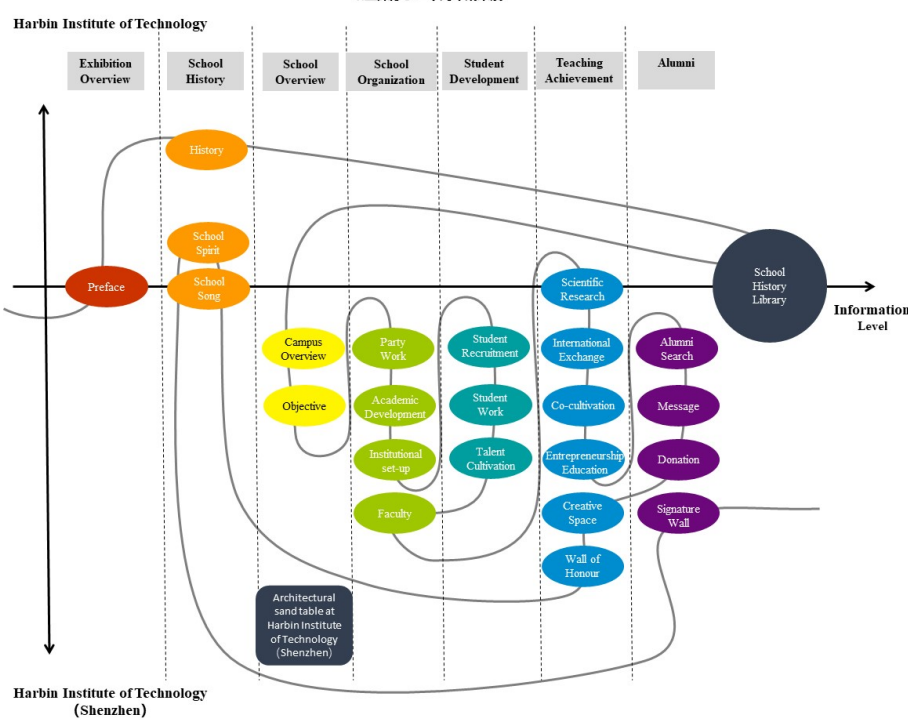 Harbin Institute of Technology
Exhibition
Overview
School
History
School
Overview
School
Organization
Student
Development
Teaching
Achievement
Alumni
History
School
Spirit
School
Song
Preface
Campus
Overview
Objective
Party
Work
Academic
Development
Institutional
set-up
Faculty
Student
Recruitment
Student
Work
Talent
Cultivation
Scientific
Research
International
Exchange
Co-cultivation
Entrepreneurship
Education
Creative
Space
Wall of
Honour
Alumni
Search
Message
Donation
Signature
Wall
School
History
Library
Information
Level
Architectural
sand table at
Harbin Institute
of Technology
(Shenzhen)
Harbin Institute of Technology
(Shenzhen)